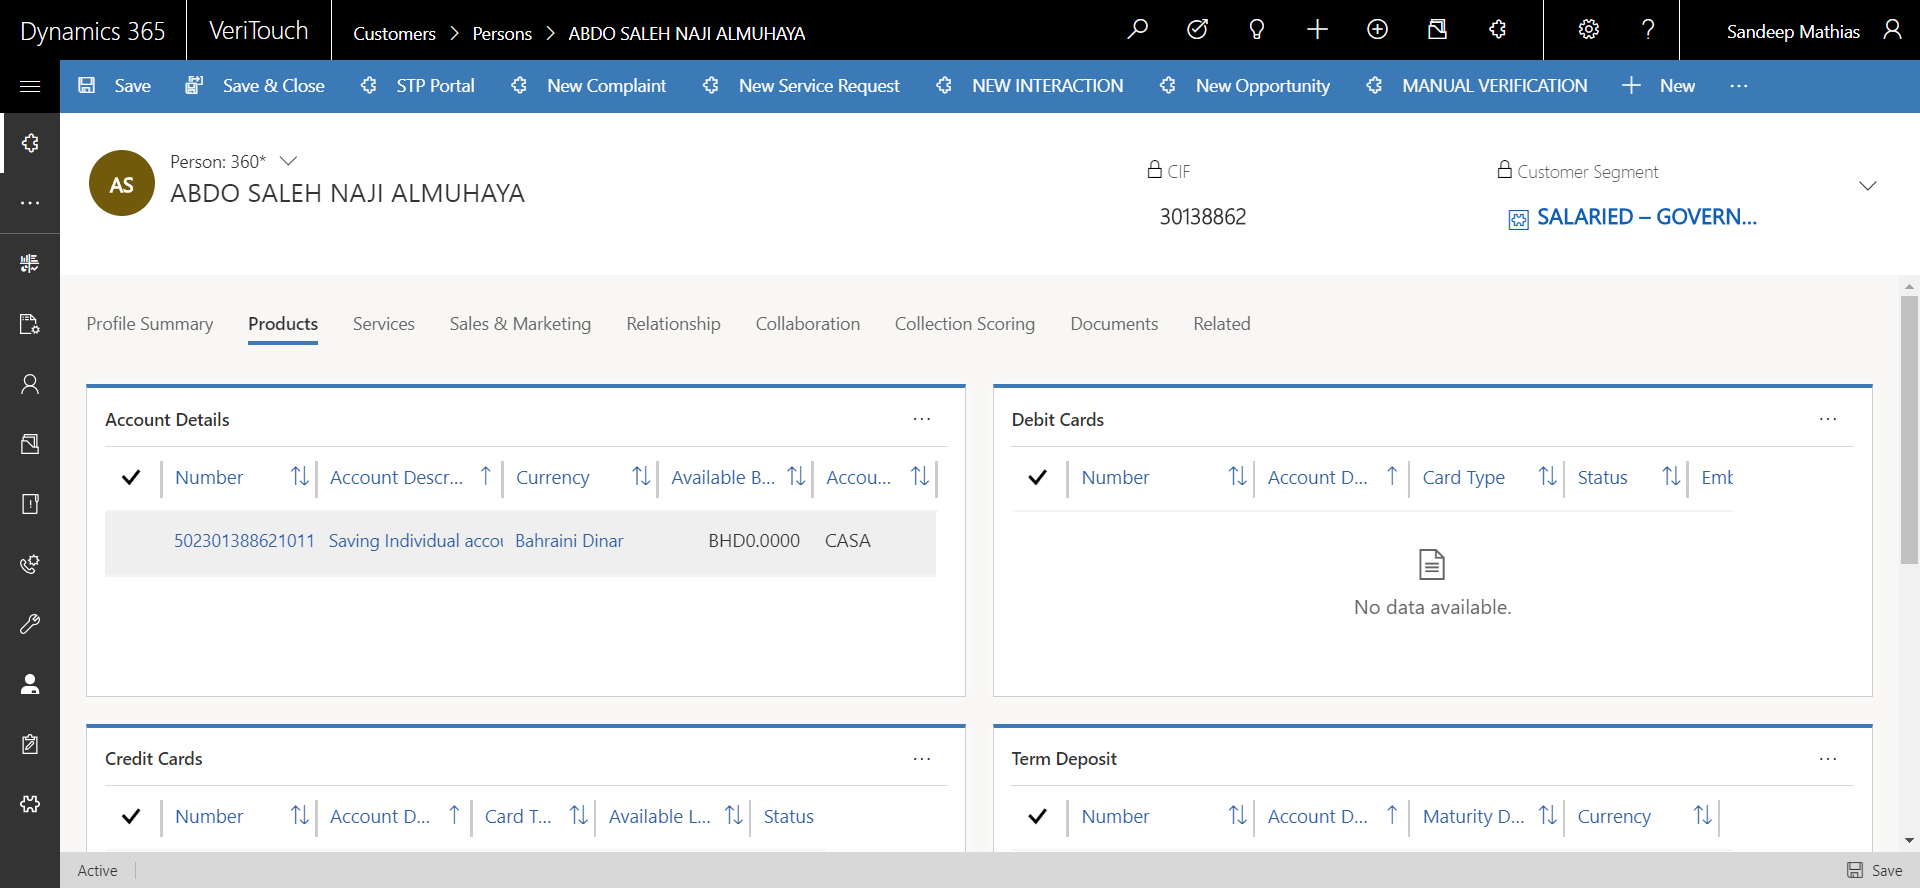 Dynamics 365 VeriTouch Customers > Persons > ABDO SALEH NAJI ALMUHAYA Sandeep Mathias
Save Save & Close STP Portal New Complaint New Service Request NEW INTERACTION New Opportunity MANUAL VERIFICATION New
AS
Person: 360*
ABDO SALEH NAJI ALMUHAYA
CIF
30138862
Customer Segment
SALARIED – GOVERN...
Profile Summary Products Services Sales & Marketing Relationship Collaboration Collection Scoring Documents Related
Account Details
Number Account Descr... Currency Available B... Accou...
502301388621011 Saving Individual accou Bahraini Dinar BHD0.0000 CASA
Debit Cards
Number Account D... Card Type Status Emb
No data available.
Credit Cards
Number Account D... Card T... Available L... Status
Term Deposit
Number Account D... Maturity D... Currency
Active Save